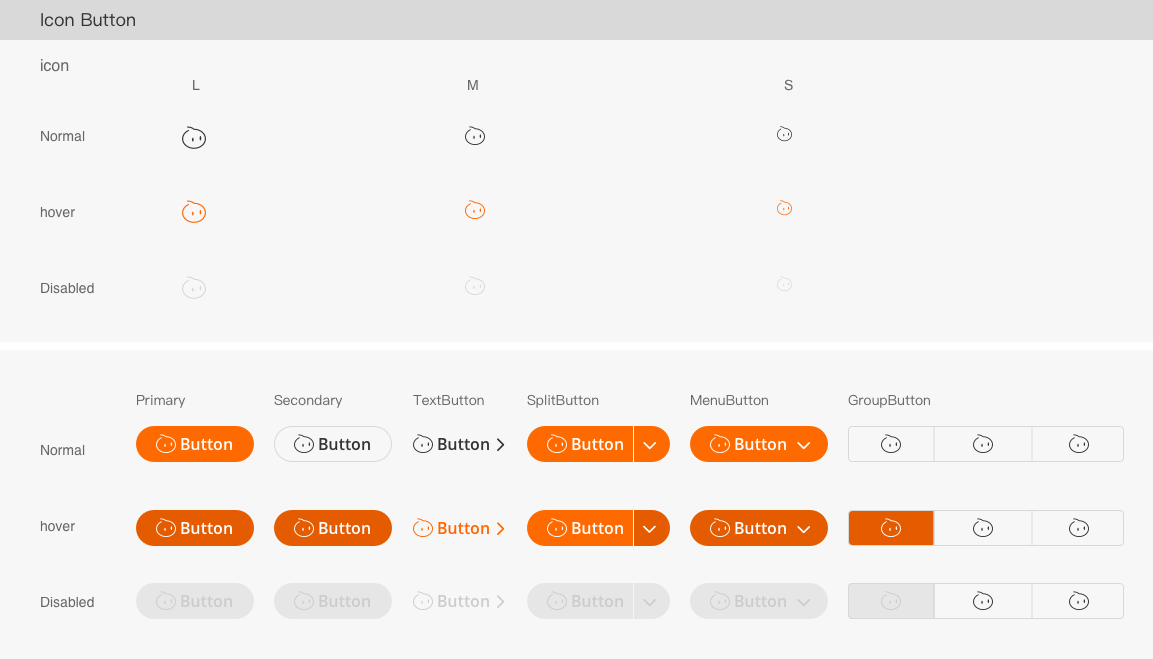 Icon Button
icon
L M S
Normal
hover
Disabled
Primary Secondary TextButton SplitButton MenuButton GroupButton
Normal Button Button Button Button Button
hover Button Button Button Button Button
Disabled Button Button Button Button Button